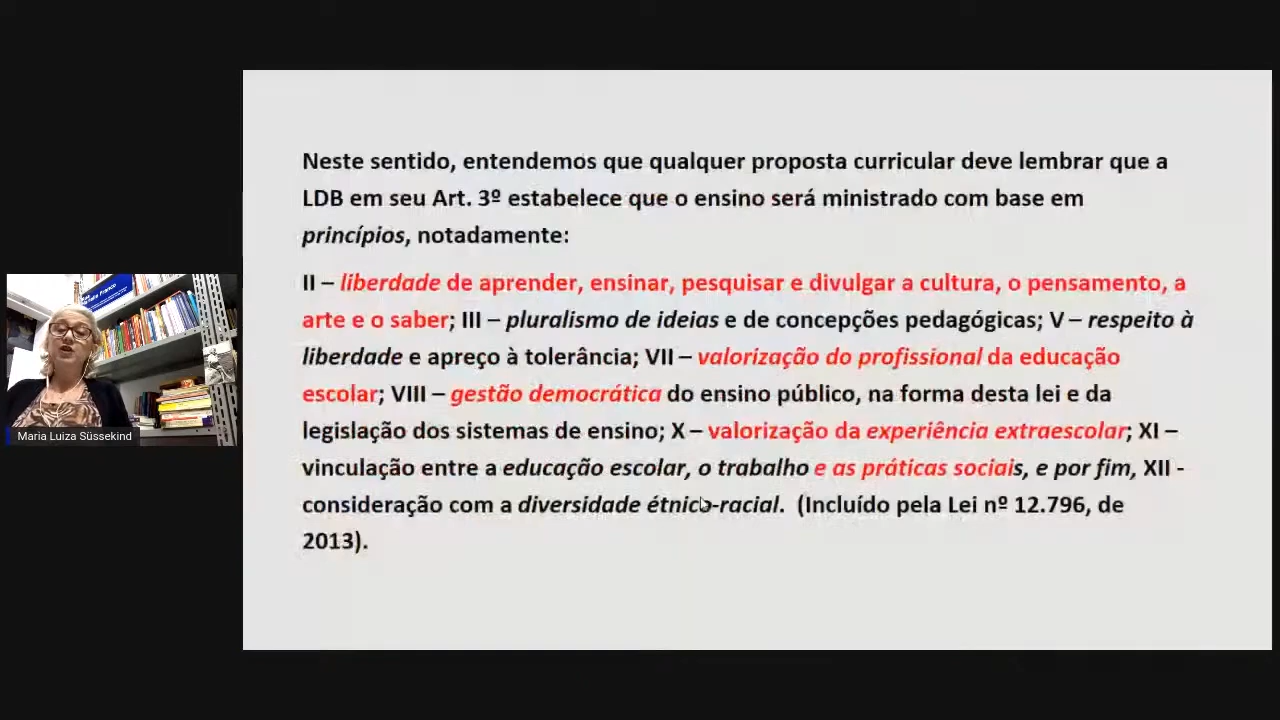 Neste sentido, entendemos que qualquer proposta curricular deve lembrar que a
LDB em seu Art. 3º estabelece que o ensino será ministrado com base em
princípios, notadamente:
II – liberdade de aprender, ensinar, pesquisar e divulgar a cultura, o pensamento, a
arte e o saber; III – pluralismo de ideias e de concepções pedagógicas; V – respeito à
liberdade e apreço à tolerância; VII – valorização do profissional da educação
escolar; VIII – gestão democrática do ensino público, na forma desta lei e da
legislação dos sistemas de ensino; X – valorização da experiência extraescolar; XI –
vinculação entre a educação escolar, o trabalho e as práticas sociais, e por fim, XII -
consideração com a diversidade étnico-racial. (Incluído pela Lei nº 12.796, de
2013).
Maria Luiza Süssekind